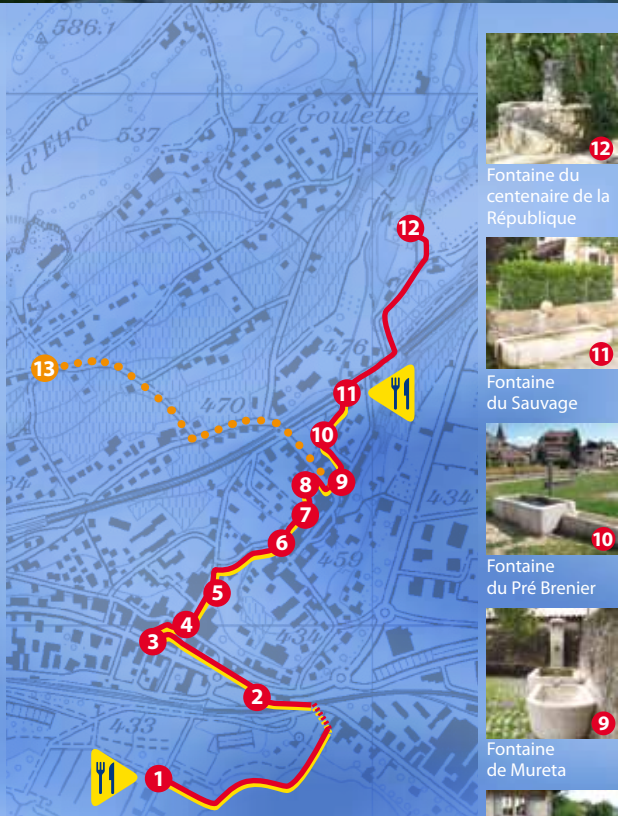 586.1
534
La Goulette
d'Etra
537
504
12
476
13
11
470
10
9
8
434
7
6
459
5
4
434
3
2
433
1
12
Fontaine du
centenaire de la
République
11
Fontaine
du Sauvage
10
Fontaine
du Pré Brenier
9
Fontaine
de Mureta